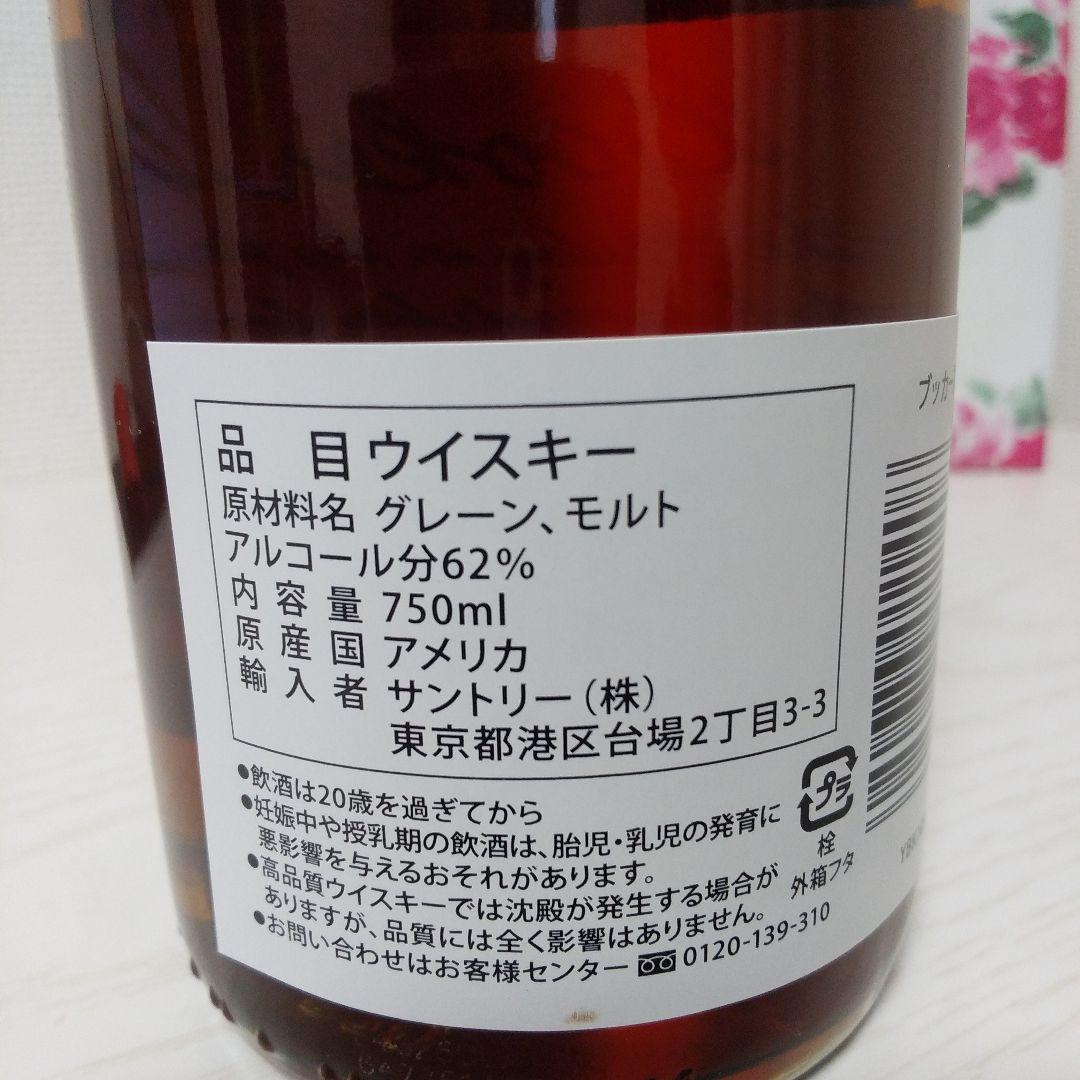 品 目 ウイスキー
原材料名 グレーン、モルト
アルコール分62%
内容量 750ml
原産国 アメリカ
輸入者 サントリー(株)
東京都港区台場2丁目3-3
●飲酒は20歳を過ぎてから
●妊娠中や授乳期の飲酒は、胎児・乳児の発育に
悪影響を与えるおそれがあります。
●高品質ウイスキーでは沈殿が発生する場合が
ありますが、品質には全く影響はありません。
●お問い合わせはお客様センター 0120-139-310
プラ
栓
外箱フタ
ブッカー